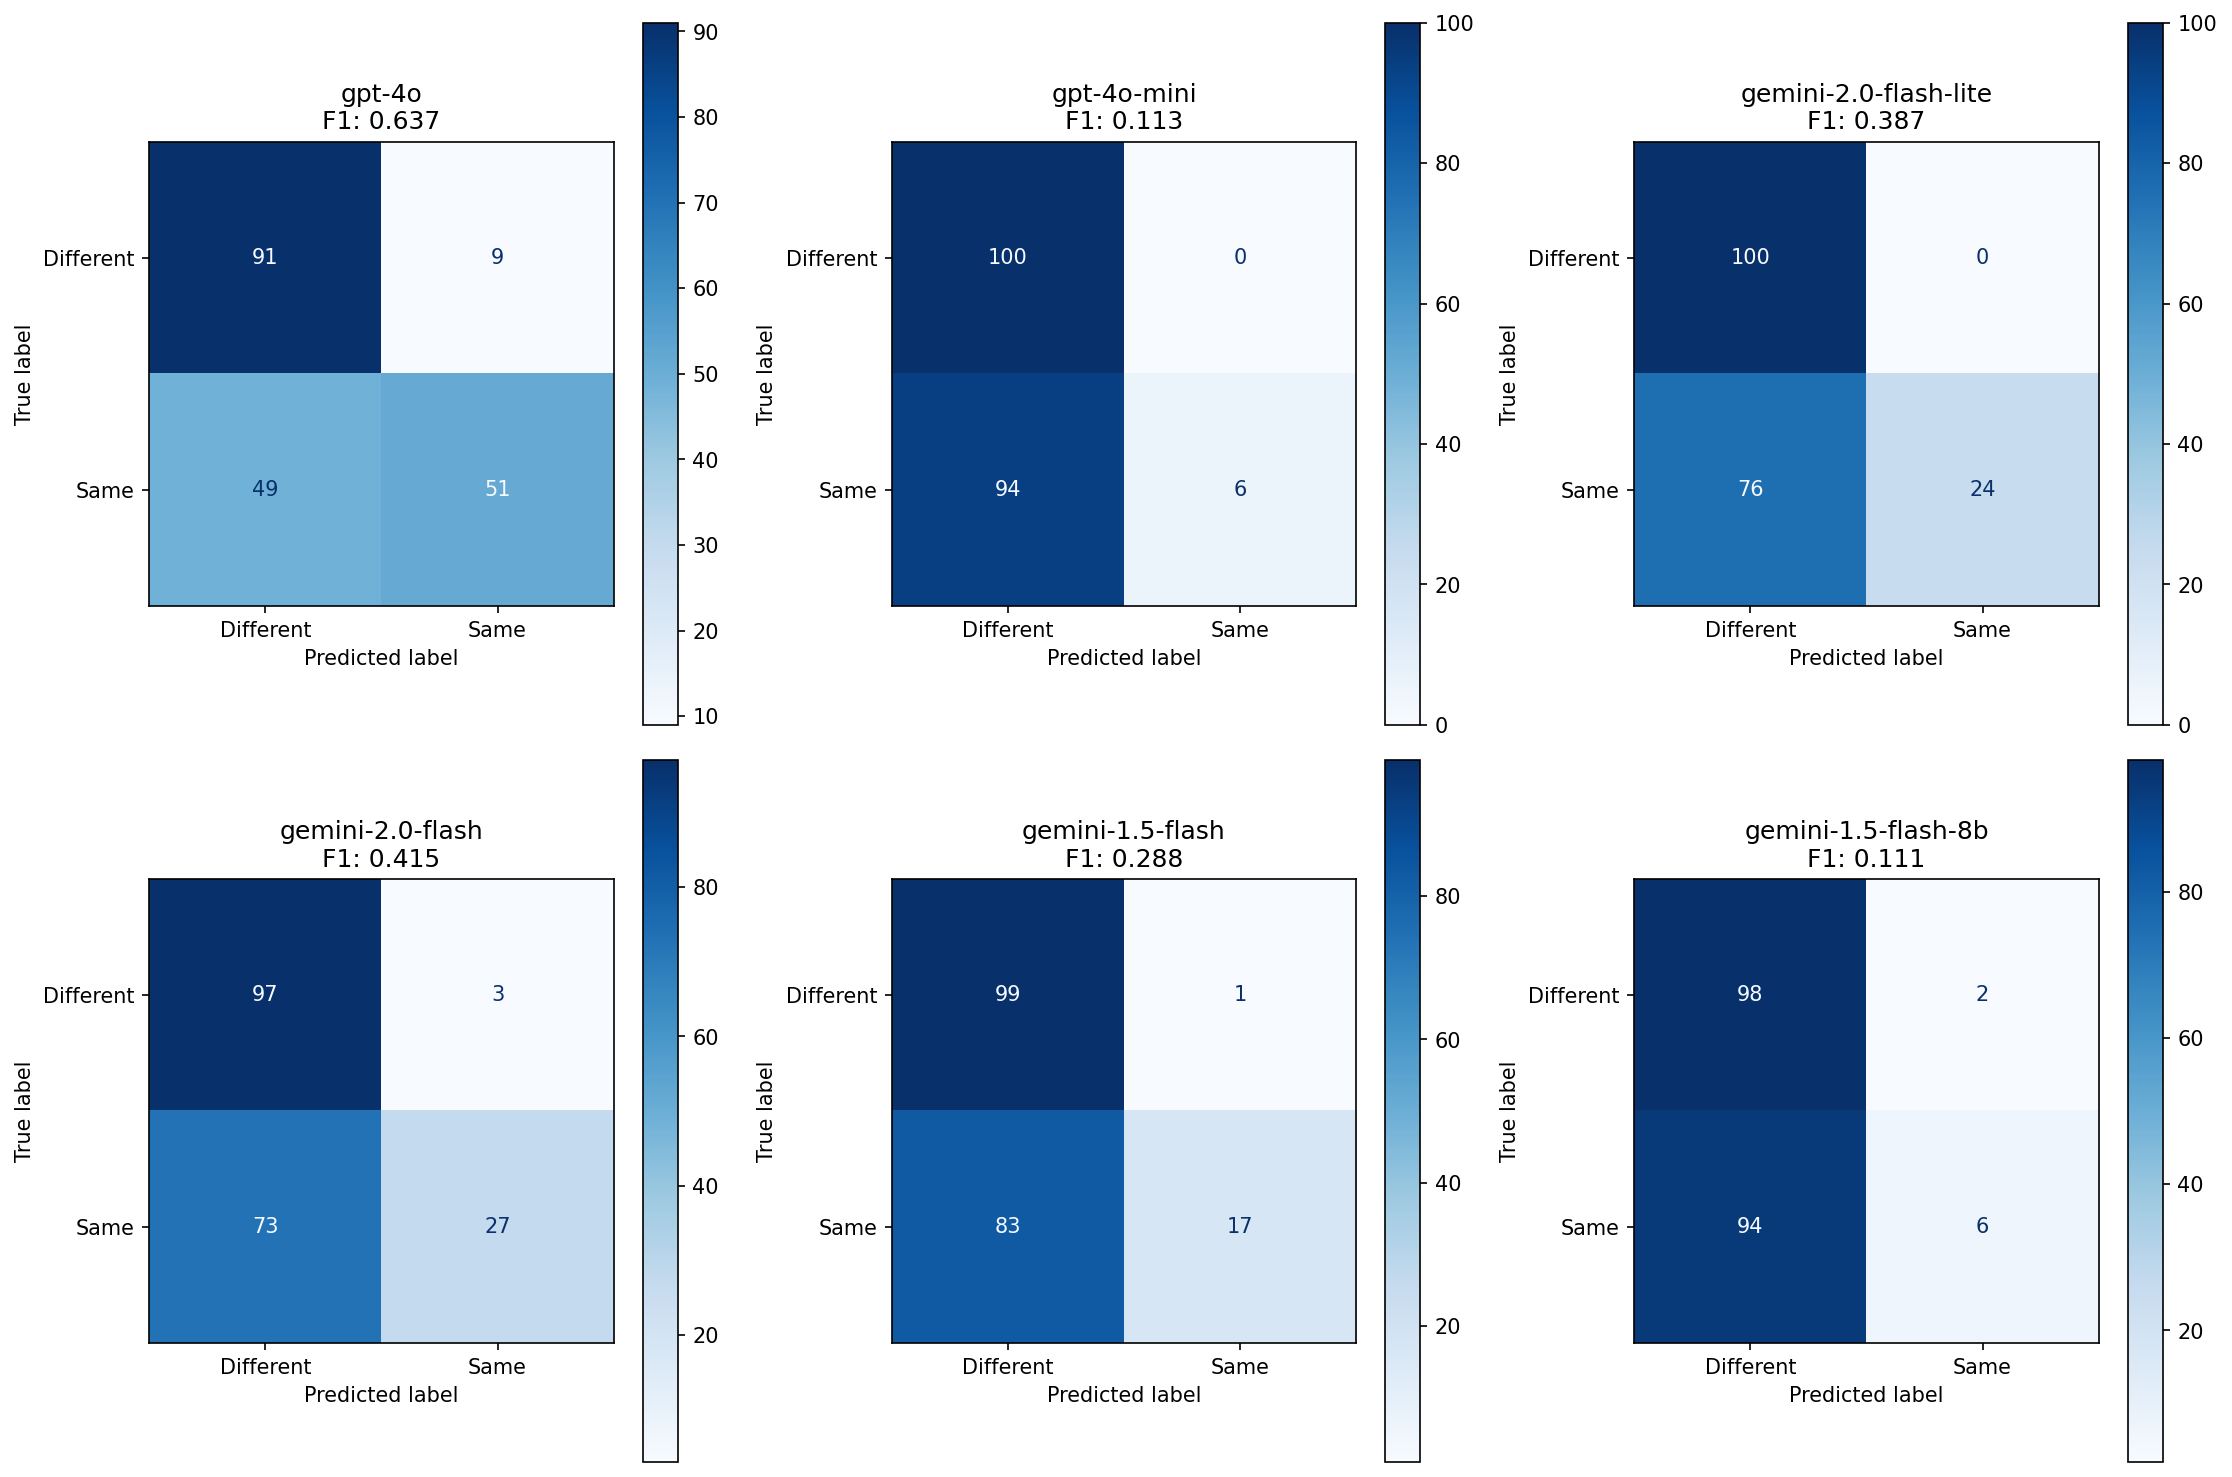 gpt-4o
F1: 0.637
90
80
70
60
50
40
30
20
10
True label
Different
91
9
Same
49
51
Different
Same
Predicted label
gpt-4o-mini
F1: 0.113
100
80
60
40
20
0
True label
Different
100
0
Same
94
6
Different
Same
Predicted label
gemini-2.0-flash-lite
F1: 0.387
100
80
60
40
20
0
True label
Different
100
0
Same
76
24
Different
Same
Predicted label
gemini-2.0-flash
F1: 0.415
80
60
40
20
True label
Different
97
3
Same
73
27
Different
Same
Predicted label
gemini-1.5-flash
F1: 0.288
80
60
40
20
True label
Different
99
1
Same
83
17
Different
Same
Predicted label
gemini-1.5-flash-8b
F1: 0.111
80
60
40
20
True label
Different
98
2
Same
94
6
Different
Same
Predicted label